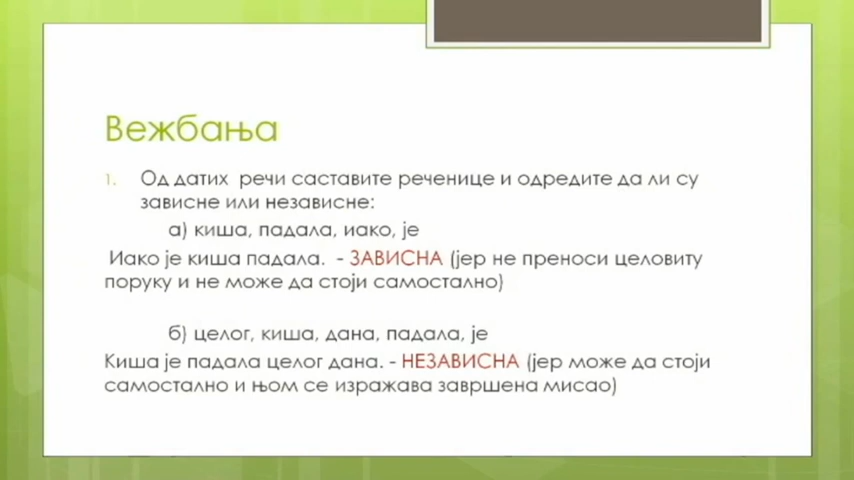 Вежбања
1. Од датих речи саставите реченице и одредите да ли су
зависне или независне:
а) киша, падала, иако, је
Иако је киша падала. - ЗАВИСНА (јер не преноси целовиту
поруку и не може да стоји самостално)
б) целог, киша, дана, падала, је
Киша је падала целог дана. - НЕЗАВИСНА (јер може да стоји
самостално и њом се изражава завршена мисао)